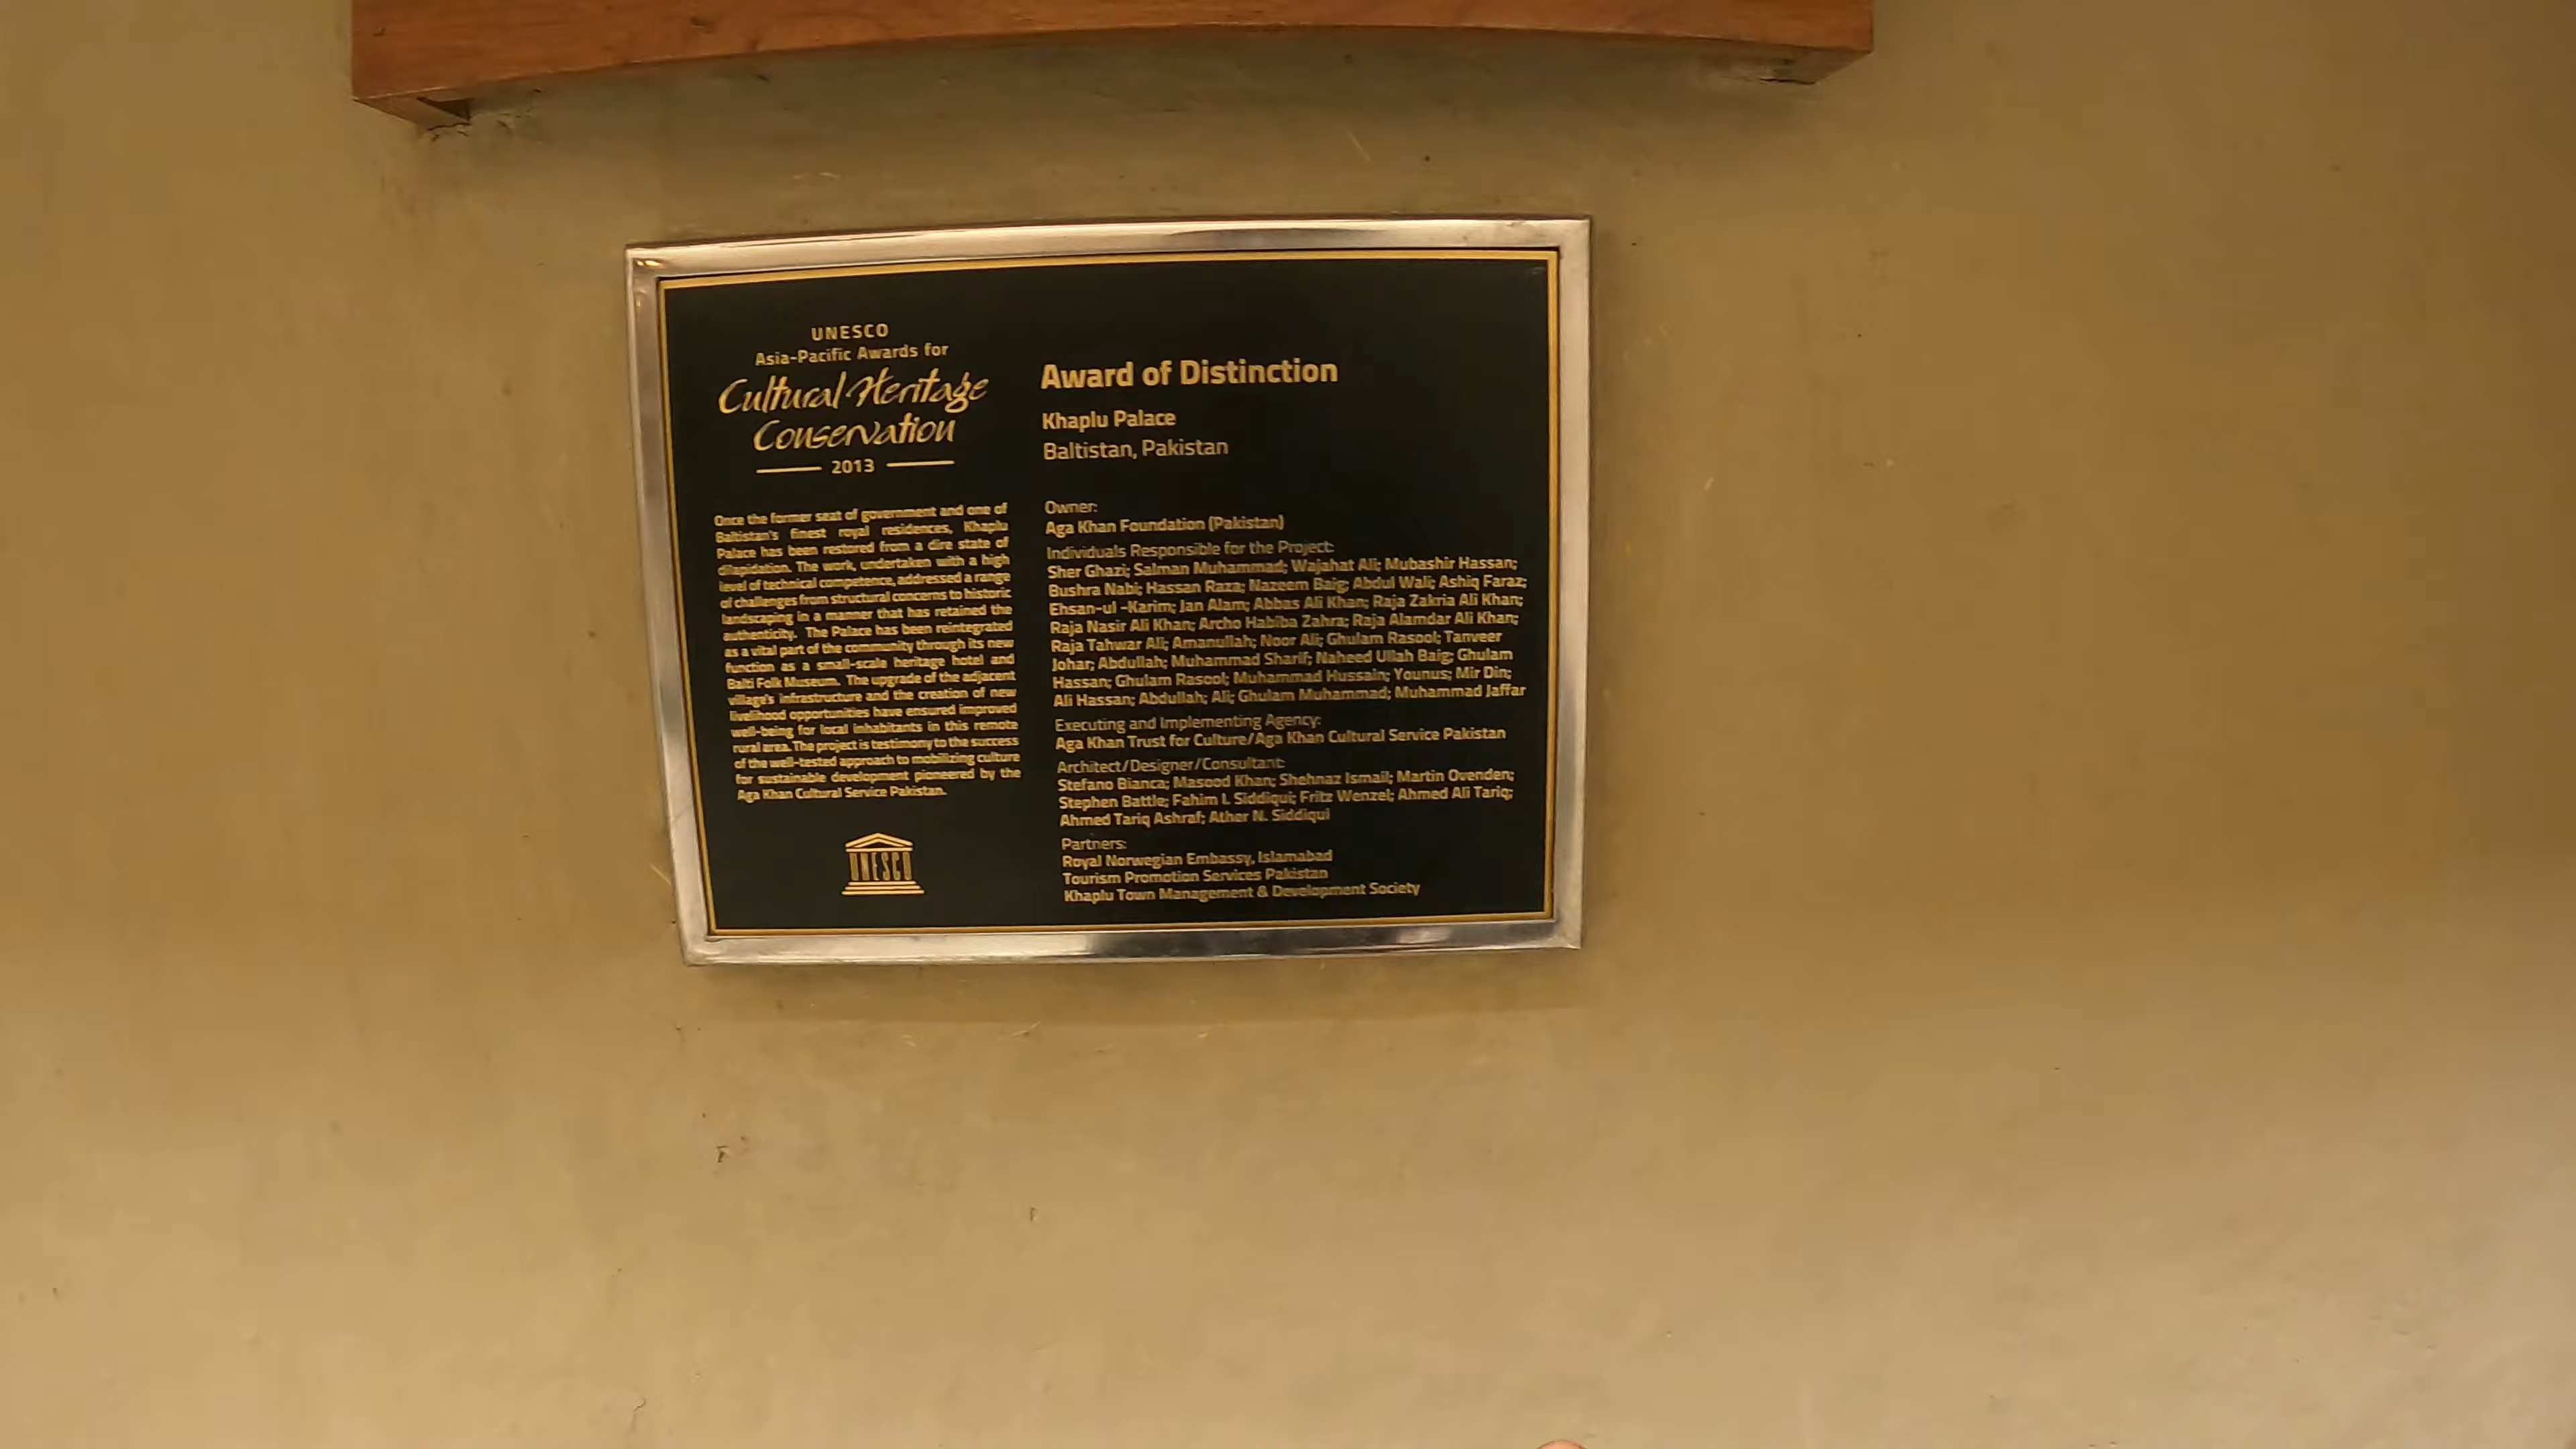 UNESCO
Asia-Pacific Awards for
Cultural Heritage
Conservation
2013
Once the former seat of government and one of
Baltistan's finest royal residences, Khaplu
Palace has been restored from a dire state of
dilapidation. The work, undertaken with a high
level of technical competence, addressed a range
of challenges from structural concerns to historic
landscaping in a manner that has retained the
authenticity. The Palace has been reintegrated
as a vital part of the community through its new
function as a small-scale heritage hotel and
Balti Folk Museum. The upgrade of the adjacent
village's infrastructure and the creation of new
livelihood opportunities have ensured improved
well-being for local inhabitants in this remote
rural area. The project is testimony to the success
of the well-tested approach to mobilizing culture
for sustainable development pioneered by the
Aga Khan Cultural Service Pakistan.
UNESCO
Award of Distinction
Khaplu Palace
Baltistan, Pakistan
Owner:
Aga Khan Foundation (Pakistan)
Individuals Responsible for the Project:
Sher Ghazi; Salman Muhammad; Wajahat Ali; Mubashir Hassan;
Bushra Nabi; Hassan Raza; Nazeem Baig; Abdul Wali; Ashiq Faraz;
Ehsan-ul -Karim; Jan Alam; Abbas Ali Khan; Raja Zakria Ali Khan;
Raja Nasir Ali Khan; Archo Habiba Zahra; Raja Alamdar Ali Khan;
Raja Tahwar Ali; Amanullah; Noor Ali; Ghulam Rasool; Tanveer
Johar; Abdullah; Muhammad Sharif; Naheed Ullah Baig; Ghulam
Hassan; Ghulam Rasool; Muhammad Hussain; Younus; Mir Din;
Ali Hassan; Abdullah; Ali; Ghulam Muhammad; Muhammad Jaffar
Executing and Implementing Agency:
Aga Khan Trust for Culture/Aga Khan Cultural Service Pakistan
Architect/Designer/Consultant:
Stefano Bianca; Masood Khan; Shehnaz Ismail; Martin Ovenden;
Stephen Battle; Fahim I. Siddiqui; Fritz Wenzel; Ahmed Ali Tariq;
Ahmed Tariq Ashraf; Ather N. Siddiqui
Partners:
Royal Norwegian Embassy, Islamabad
Tourism Promotion Services Pakistan
Khaplu Town Management & Development Society